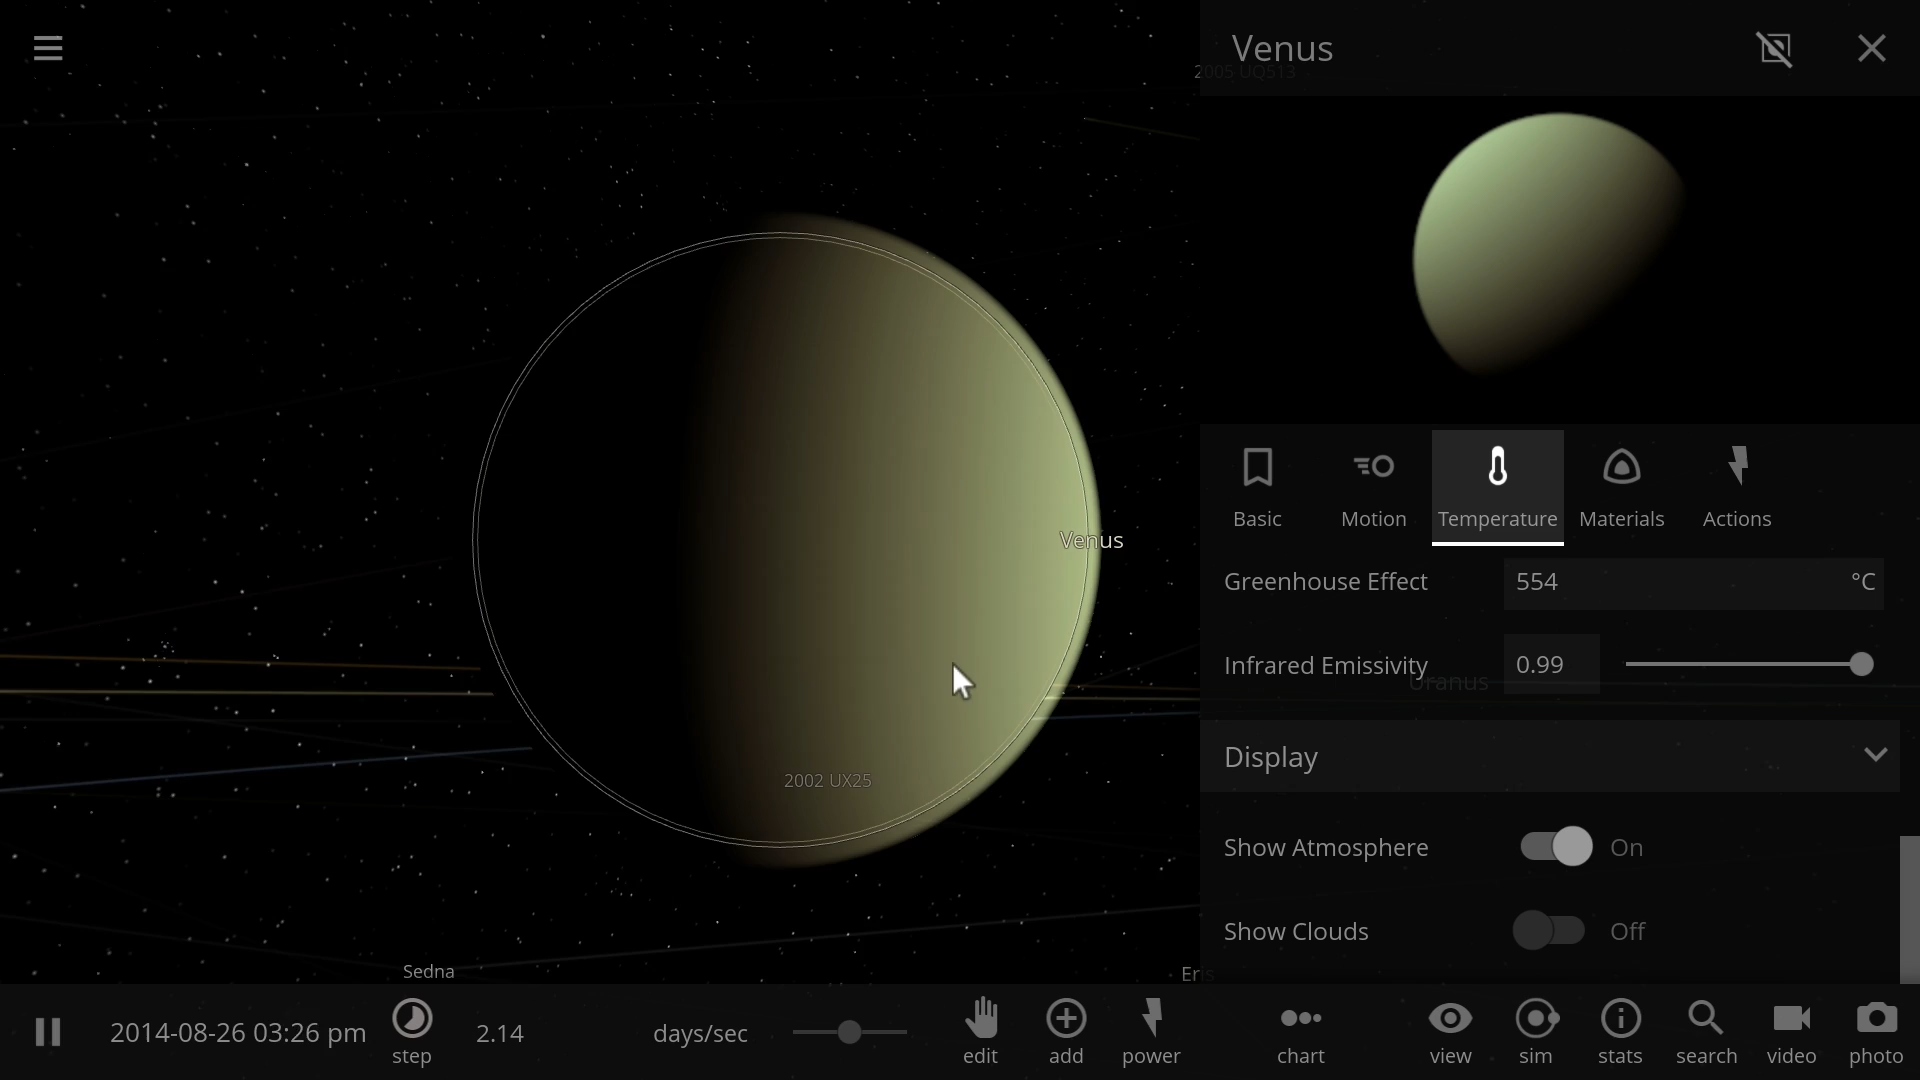 Venus
2005 UQ513
Basic
Motion
Temperature
Materials
Actions
Venus
Greenhouse Effect 554 °C
Infrared Emissivity 0.99
Uranus
Display
2002 UX25
Show Atmosphere On
Show Clouds Off
Sedna
Eris
2014-08-26 03:26 pm
step
2.14 days/sec
edit
add
power
chart
view
sim
stats
search
video
photo